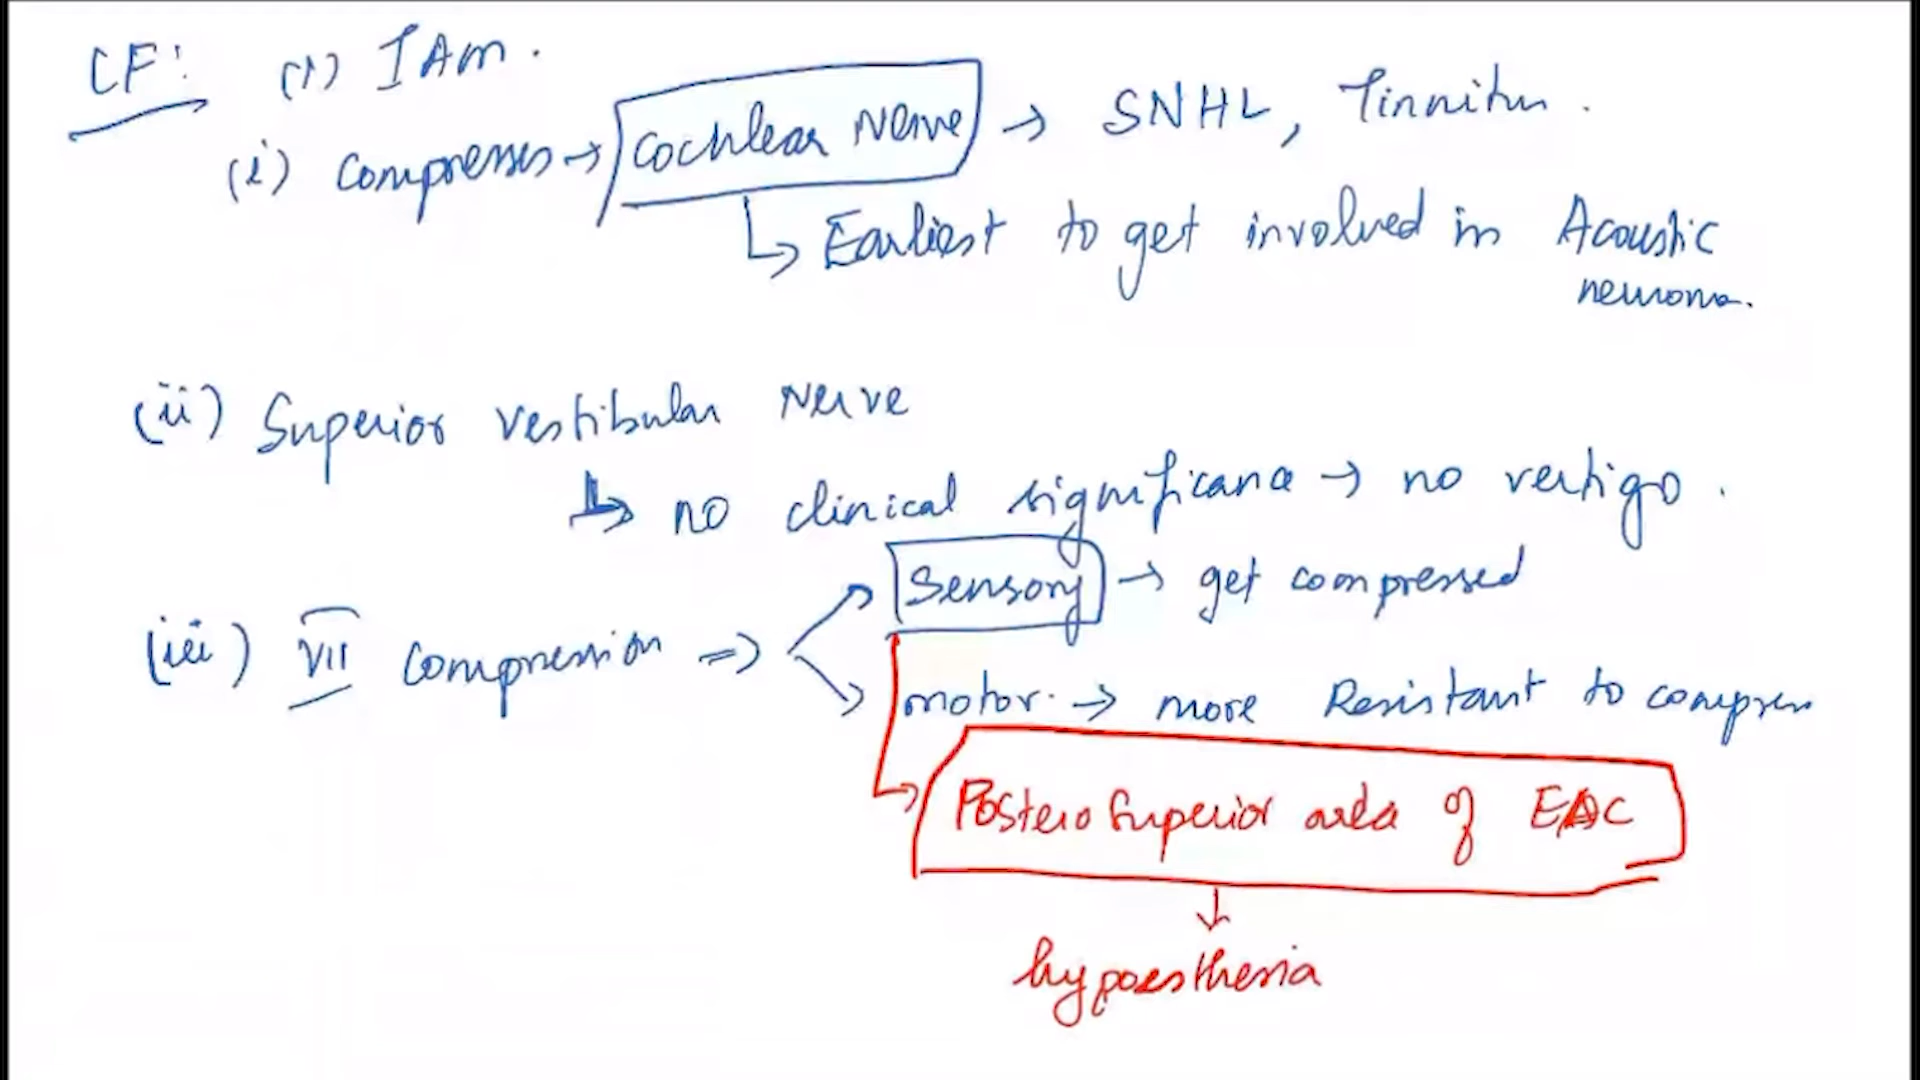 CF: (1) IAM.
(i) Compresses → Cochlear Nerve → SNHL, Tinnitus.
↳ Earliest to get involved in Acoustic
neuroma.
(ii) Superior vestibular Nerve
↳ no clinical significance → no vertigo.
Sensory → get compressed
(iii) VII Compression ⇒
motor. → more Resistant to compress
Postero Superior area of EAC
↓
hypoesthesia